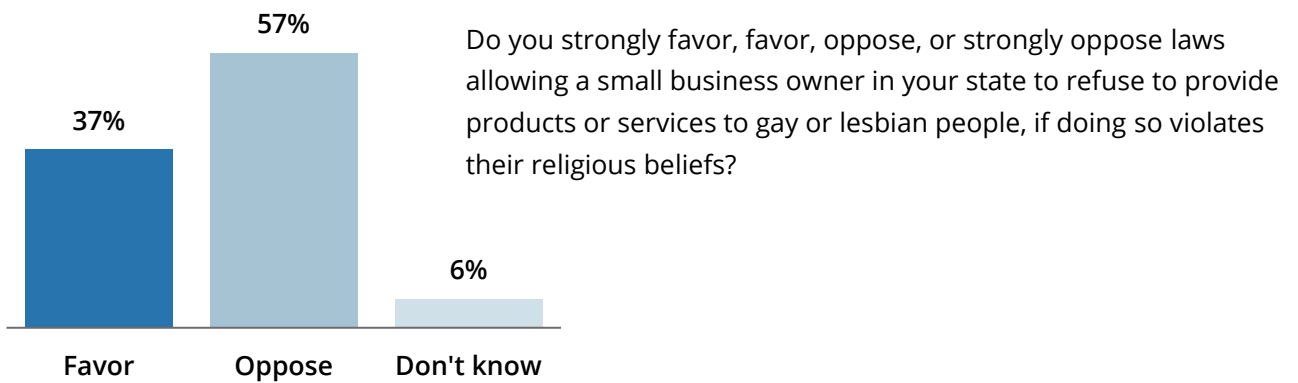 57%
37%
6%
Favor
Oppose
Don't know
Do you strongly favor, favor, oppose, or strongly oppose laws
allowing a small business owner in your state to refuse to provide
products or services to gay or lesbian people, if doing so violates
their religious beliefs?